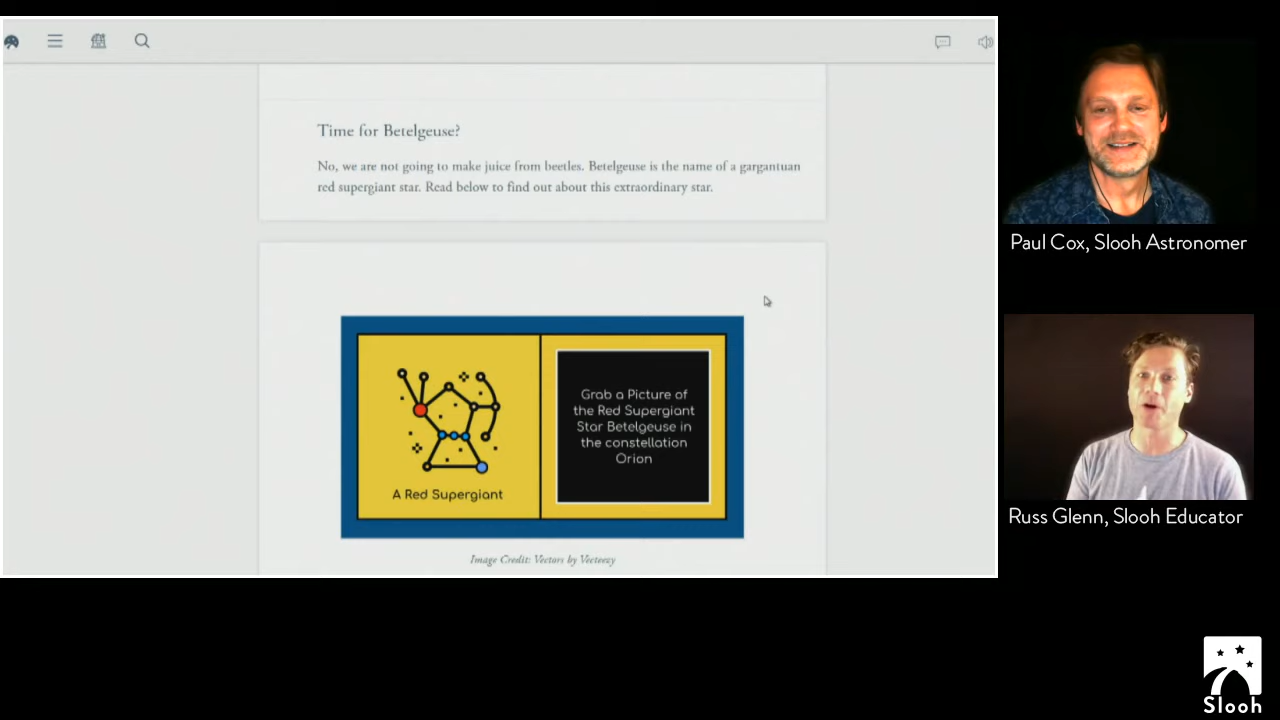 Time for Betelgeuse?
No, we are not going to make juice from beetles. Betelgeuse is the name of a gargantuan
red supergiant star. Read below to find out about this extraordinary star.
Grab a Picture of
the Red Supergiant
Star Betelgeuse in
the constellation
Orion
A Red Supergiant
Image Credit: Vectors by Vecteezy
Paul Cox, Slooh Astronomer
Russ Glenn, Slooh Educator
Slooh